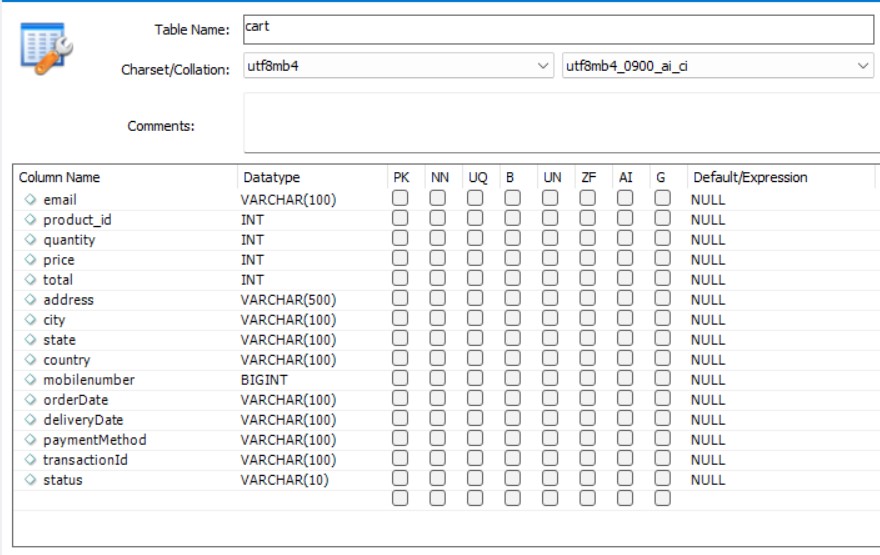 Table Name: cart
Charset/Collation: utf8mb4 utf8mb4_0900_ai_ci
Comments:
Column Name Datatype PK NN UQ B UN ZF AI G Default/Expression
email VARCHAR(100) NULL
product_id INT NULL
quantity INT NULL
price INT NULL
total INT NULL
address VARCHAR(500) NULL
city VARCHAR(100) NULL
state VARCHAR(100) NULL
country VARCHAR(100) NULL
mobilenumber BIGINT NULL
orderDate VARCHAR(100) NULL
deliveryDate VARCHAR(100) NULL
paymentMethod VARCHAR(100) NULL
transactionId VARCHAR(100) NULL
status VARCHAR(10) NULL